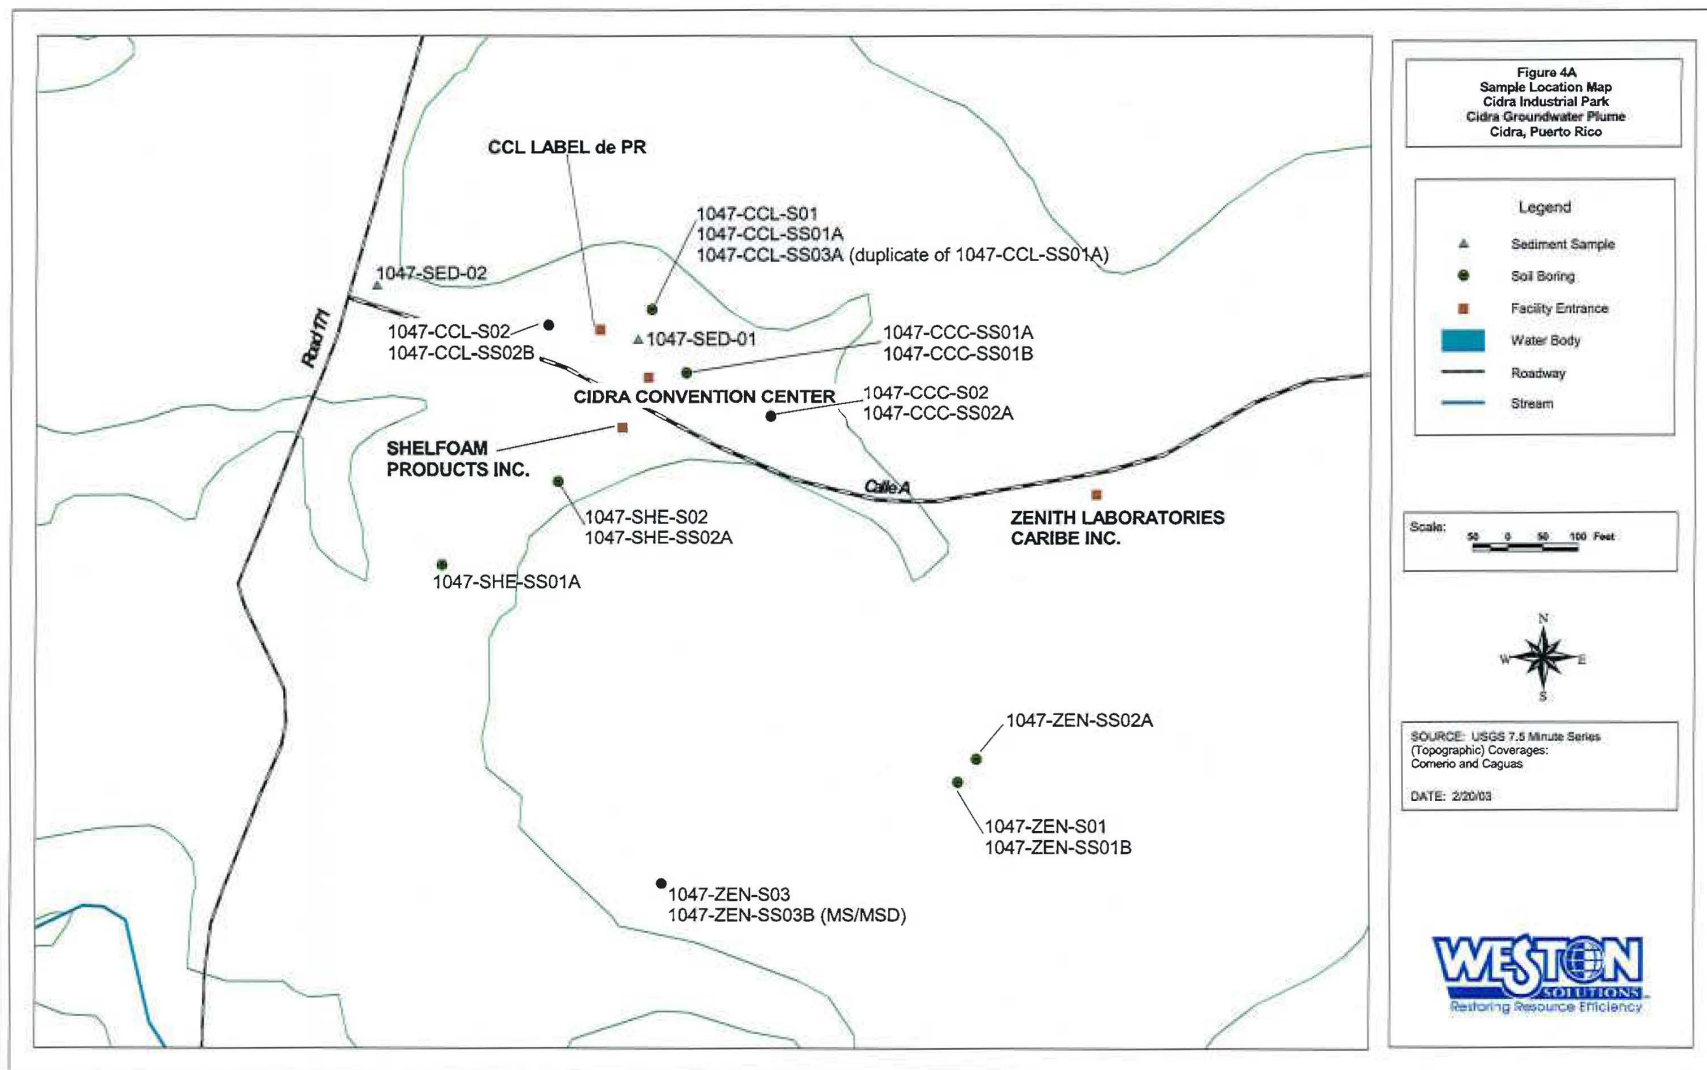 Figure 4A
Sample Location Map
Cidra Industrial Park
Cidra Groundwater Plume
Cidra, Puerto Rico
CCL LABEL de PR
1047-CCL-S01
1047-CCL-SS01A
1047-CCL-SS03A (duplicate of 1047-CCL-SS01A)
1047-SED-02
Road 171
1047-CCL-S02
1047-CCL-SS02B
1047-SED-01
1047-CCC-SS01A
1047-CCC-SS01B
CIDRA CONVENTION CENTER
1047-CCC-S02
1047-CCC-SS02A
SHELFOAM
PRODUCTS INC.
Calle A
ZENITH LABORATORIES
CARIBE INC.
1047-SHE-S02
1047-SHE-SS02A
1047-SHE-SS01A
1047-ZEN-SS02A
1047-ZEN-S01
1047-ZEN-SS01B
1047-ZEN-S03
1047-ZEN-SS03B (MS/MSD)
Legend
Sediment Sample
Soil Boring
Facility Entrance
Water Body
Roadway
Stream
Scale:
50 0 50 100 Feet
N
W E
S
SOURCE: USGS 7.5 Minute Series
(Topographic) Coverages:
Comerio and Caguas
DATE: 2/20/03
WESTON
SOLUTIONS
Restoring Resource Efficiency